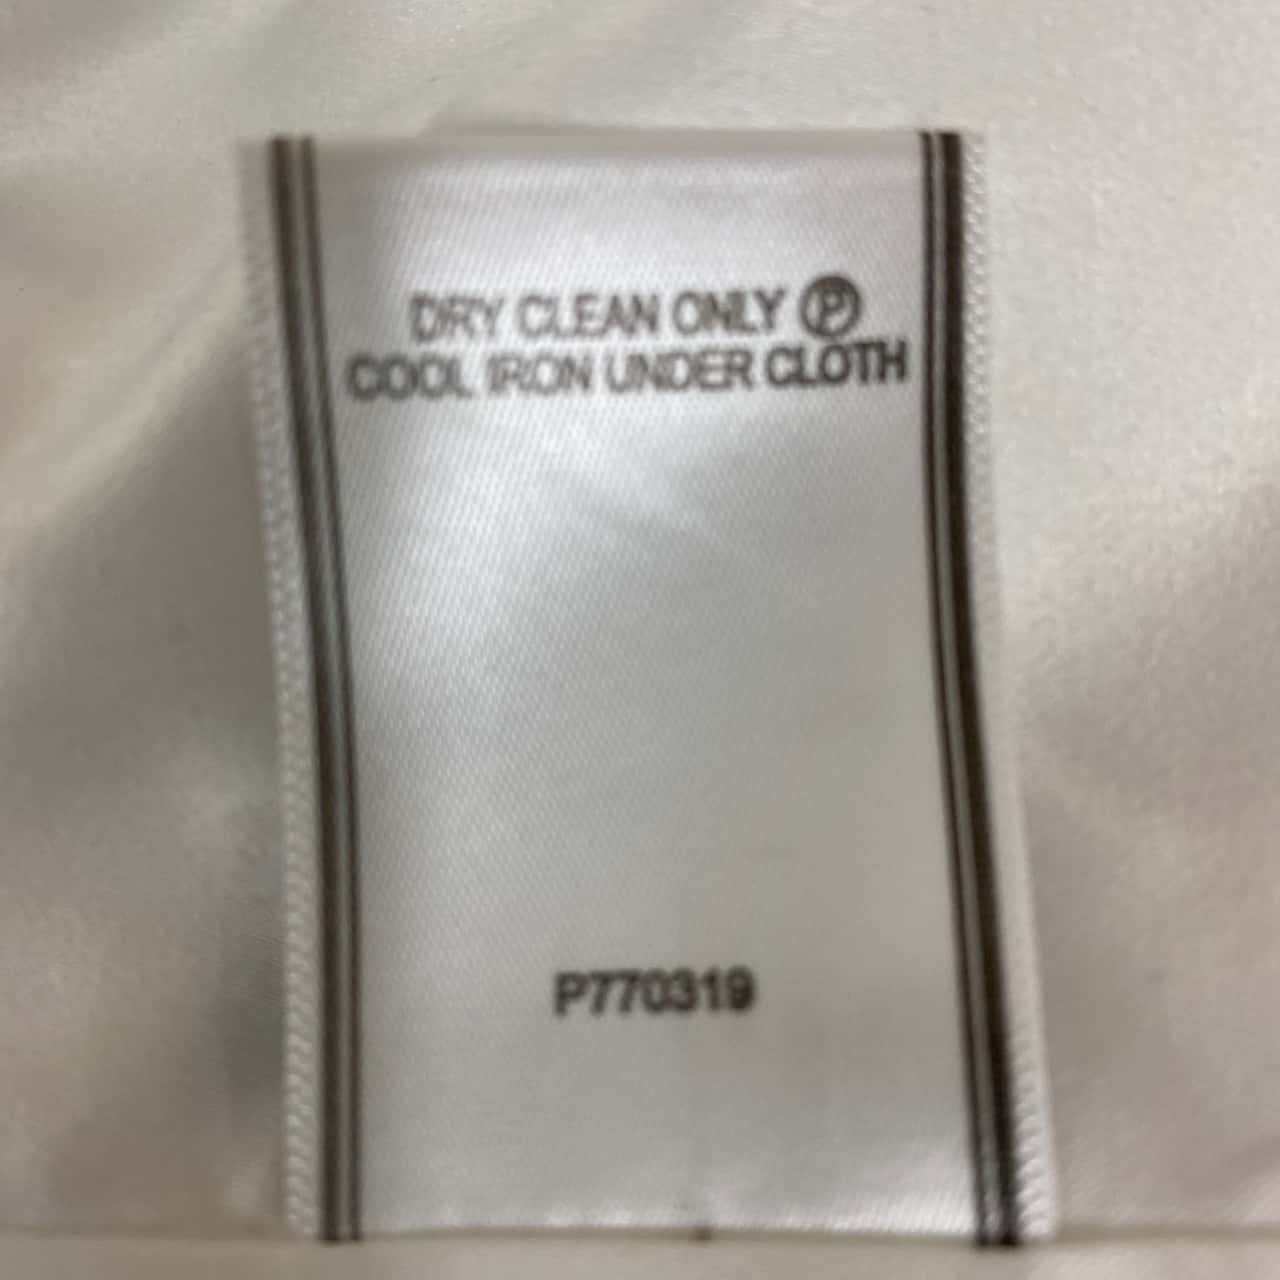 DRY CLEAN ONLY Ⓟ
COOL IRON UNDER CLOTH
P770319